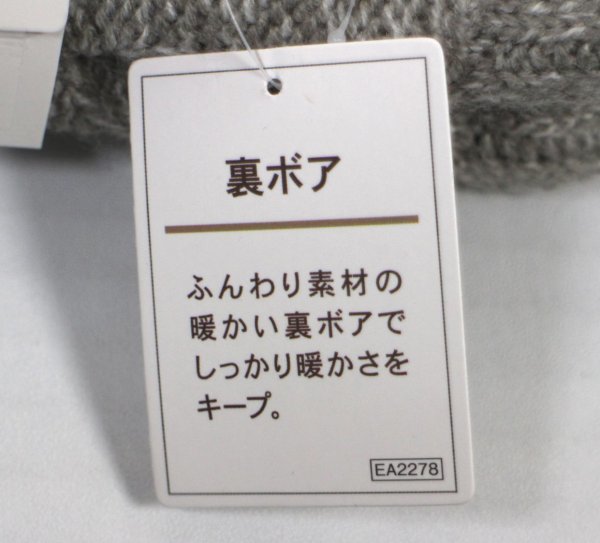 裏ボア
ふんわり素材の
暖かい裏ボアで
しっかり暖かさを
キープ。
EA2278